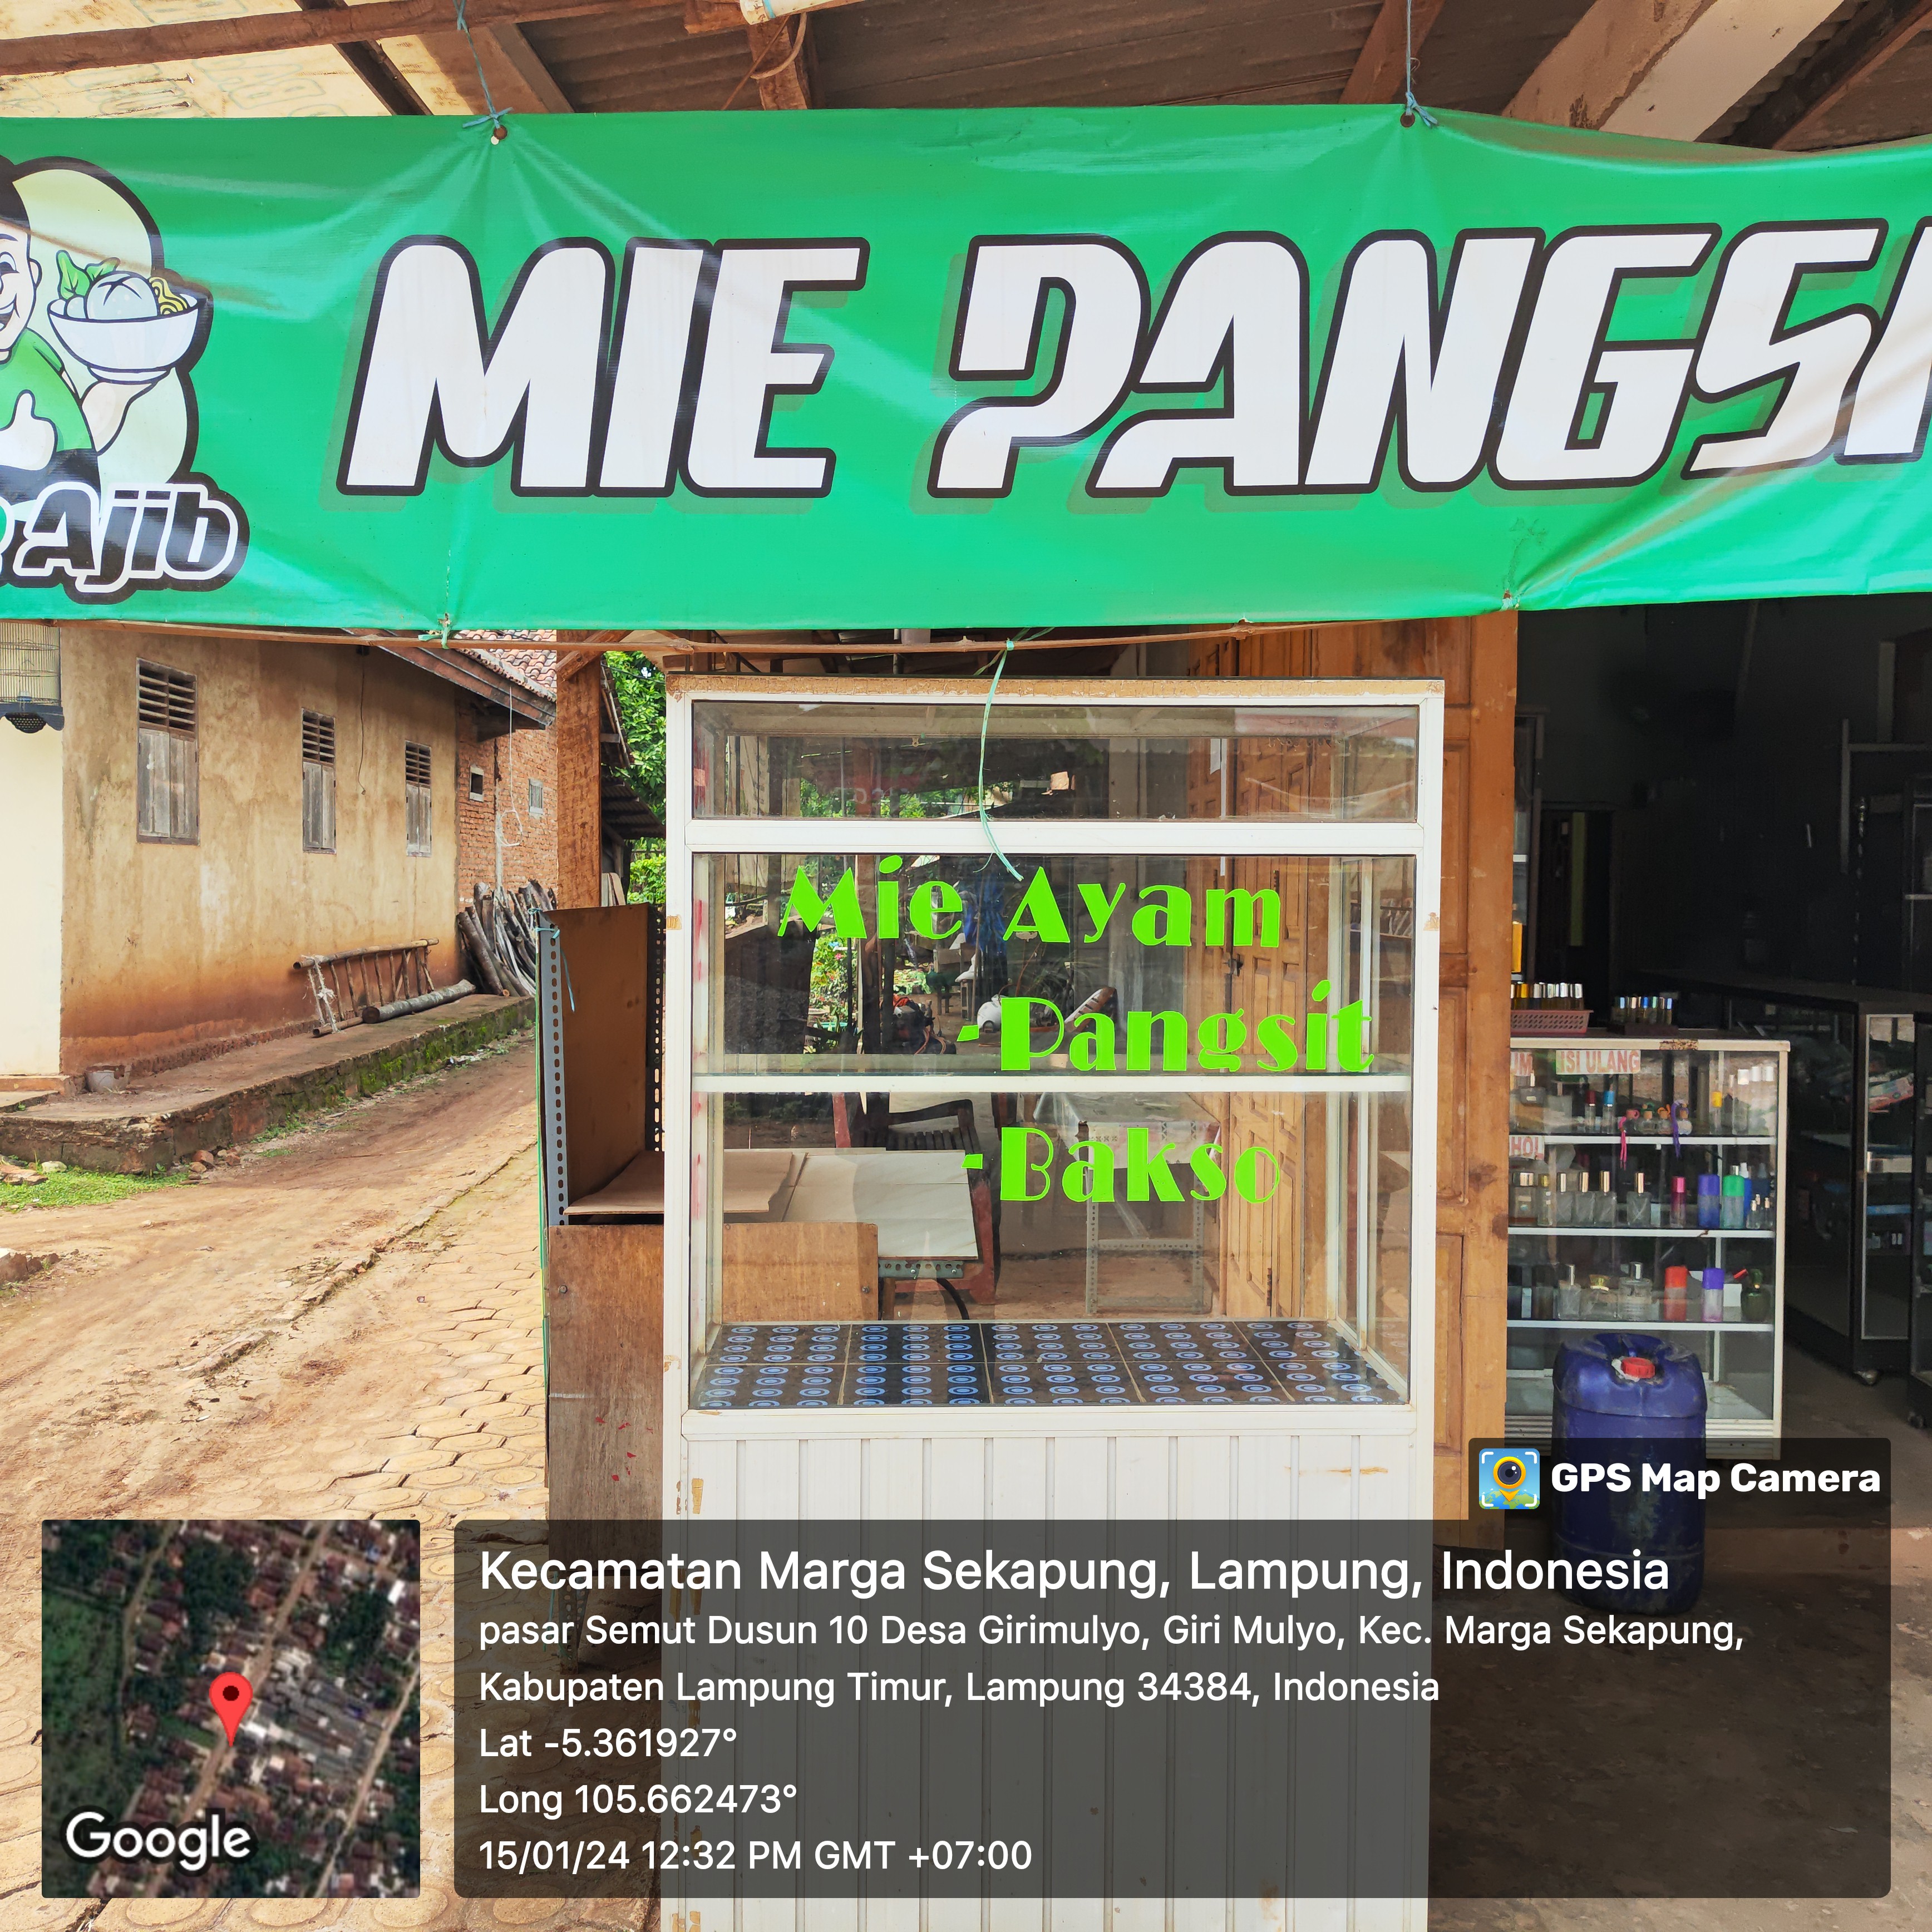 MIE PANGSI
Ajib
Mie Ayam
-Pangsit
-Bakso
ISI ULANG
GPS Map Camera
Kecamatan Marga Sekapung, Lampung, Indonesia
pasar Semut Dusun 10 Desa Girimulyo, Giri Mulyo, Kec. Marga Sekapung,
Kabupaten Lampung Timur, Lampung 34384, Indonesia
Lat -5.361927°
Long 105.662473°
15/01/24 12:32 PM GMT +07:00
Google